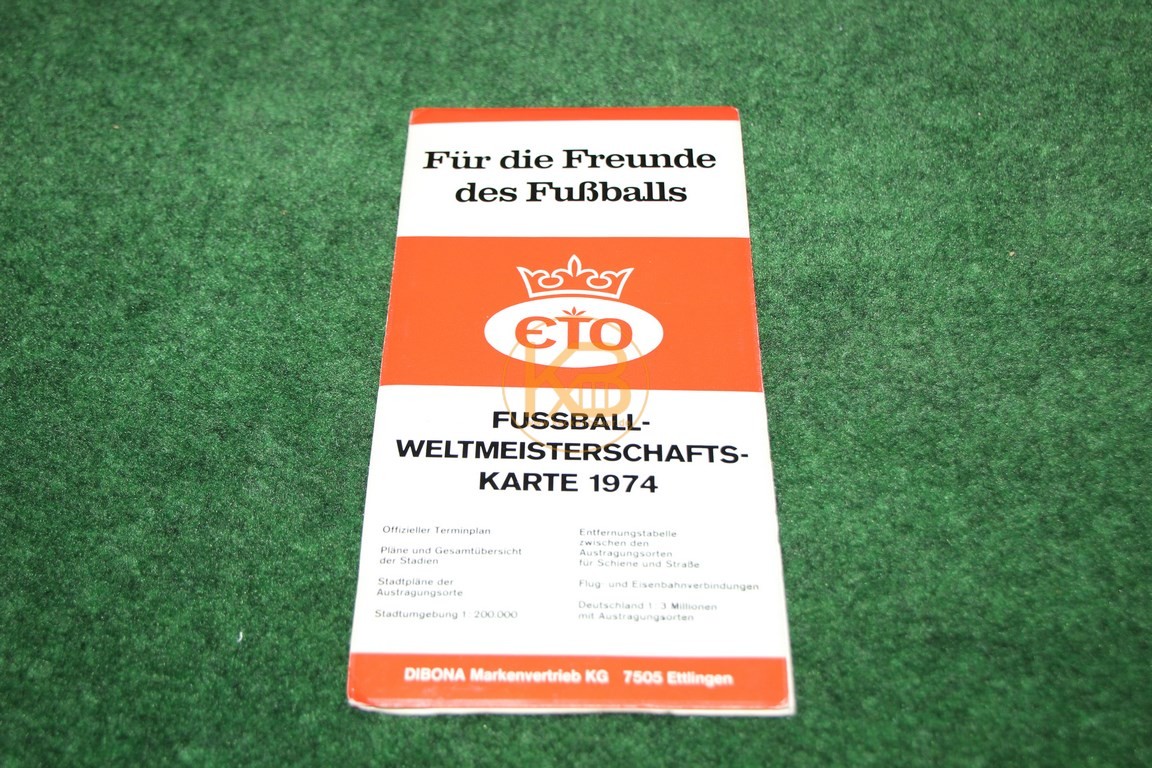 Für die Freunde
des Fußballs
ETO
KB
FUSSBALL-
WELTMEISTERSCHAFTS-
KARTE 1974
Offizieller Terminplan
Pläne und Gesamtübersicht
der Stadien
Stadtpläne der
Austragungsorte
Stadtumgebung 1:200.000
Entfernungstabelle
zwischen den
Austragungsorten
für Schiene und Straße
Flug- und Eisenbahnverbindungen
Deutschland 1:3 Millionen
mit Austragungsorten
DIBONA Markenvertrieb KG 7505 Ettlingen